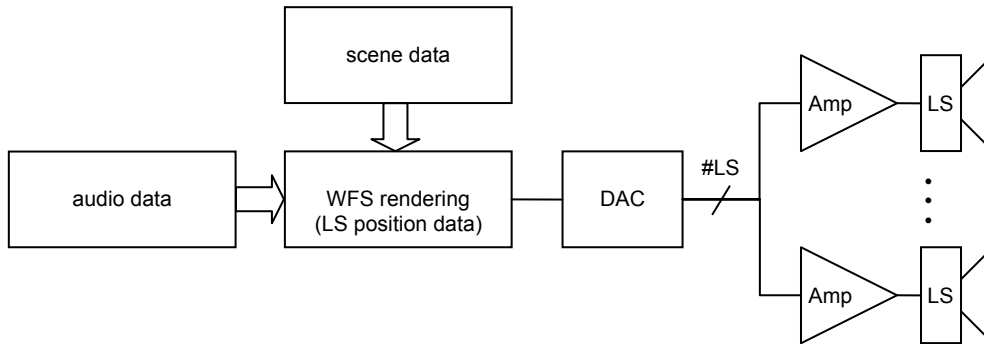 scene data
audio data
WFS rendering
(LS position data)
DAC
#LS
Amp
LS
Amp
LS